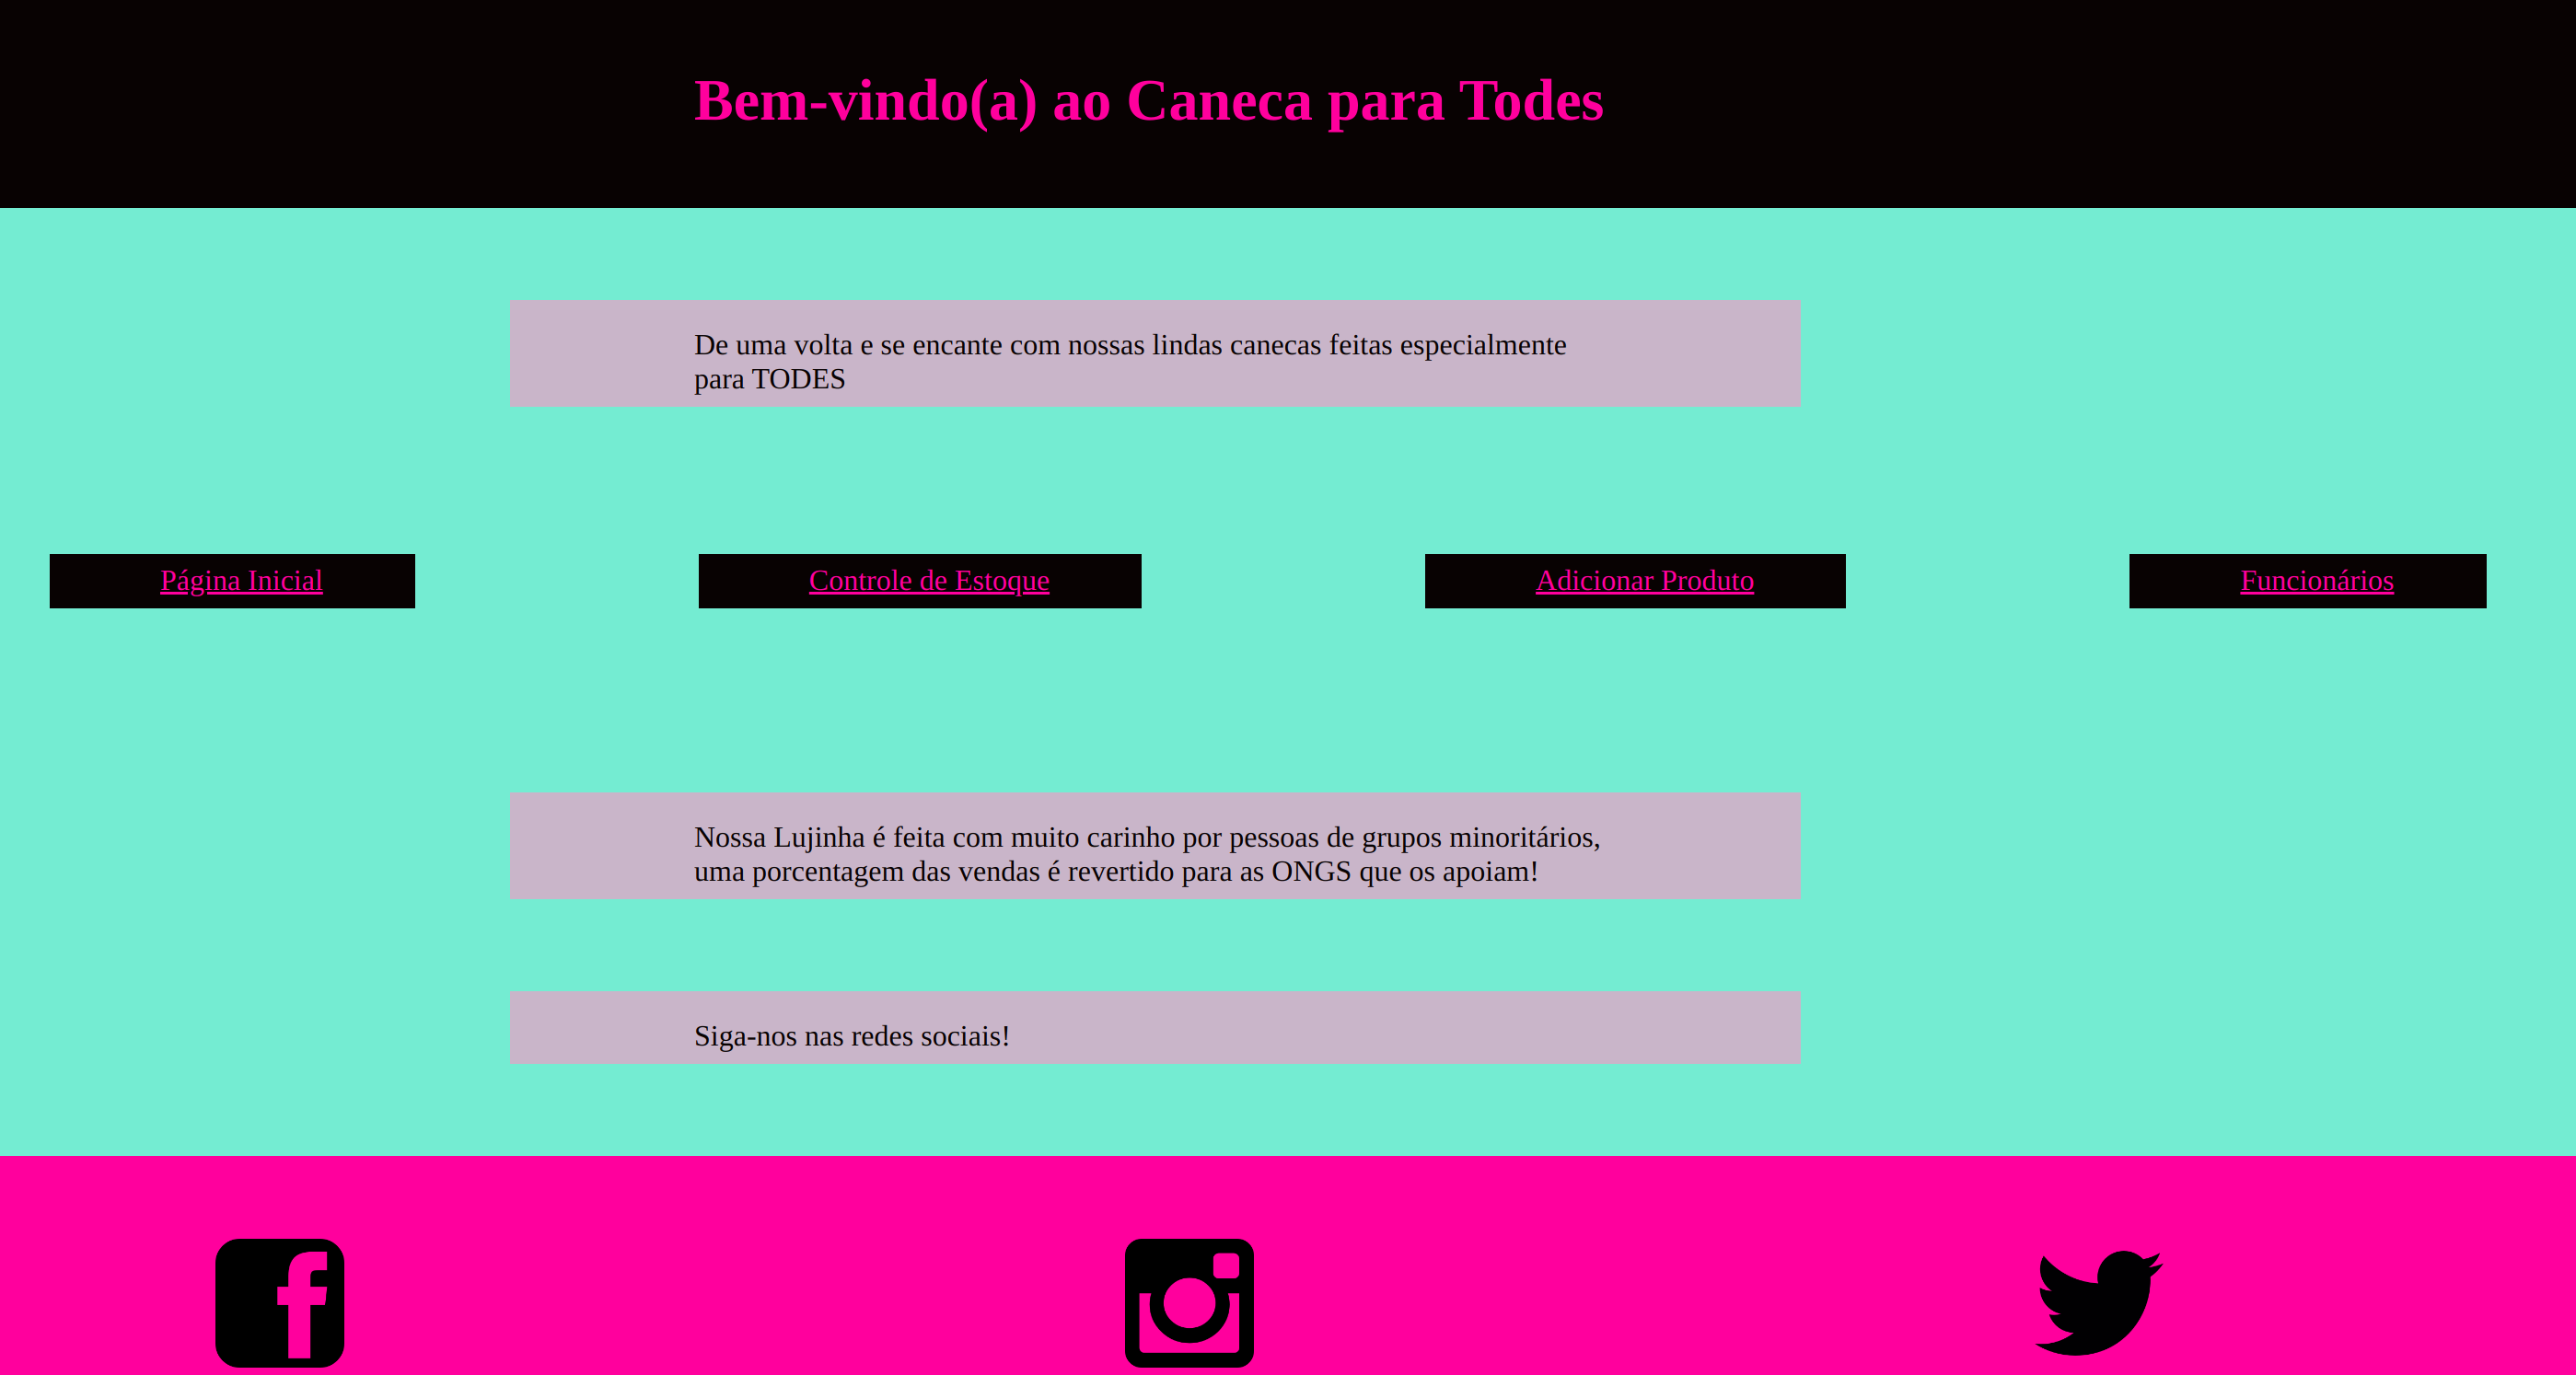 Bem-vindo(a) ao Caneca para Todes
De uma volta e se encante com nossas lindas canecas feitas especialmente
para TODES
Página Inicial
Controle de Estoque
Adicionar Produto
Funcionários
Nossa Lujinha é feita com muito carinho por pessoas de grupos minoritários,
uma porcentagem das vendas é revertido para as ONGS que os apoiam!
Siga-nos nas redes sociais!